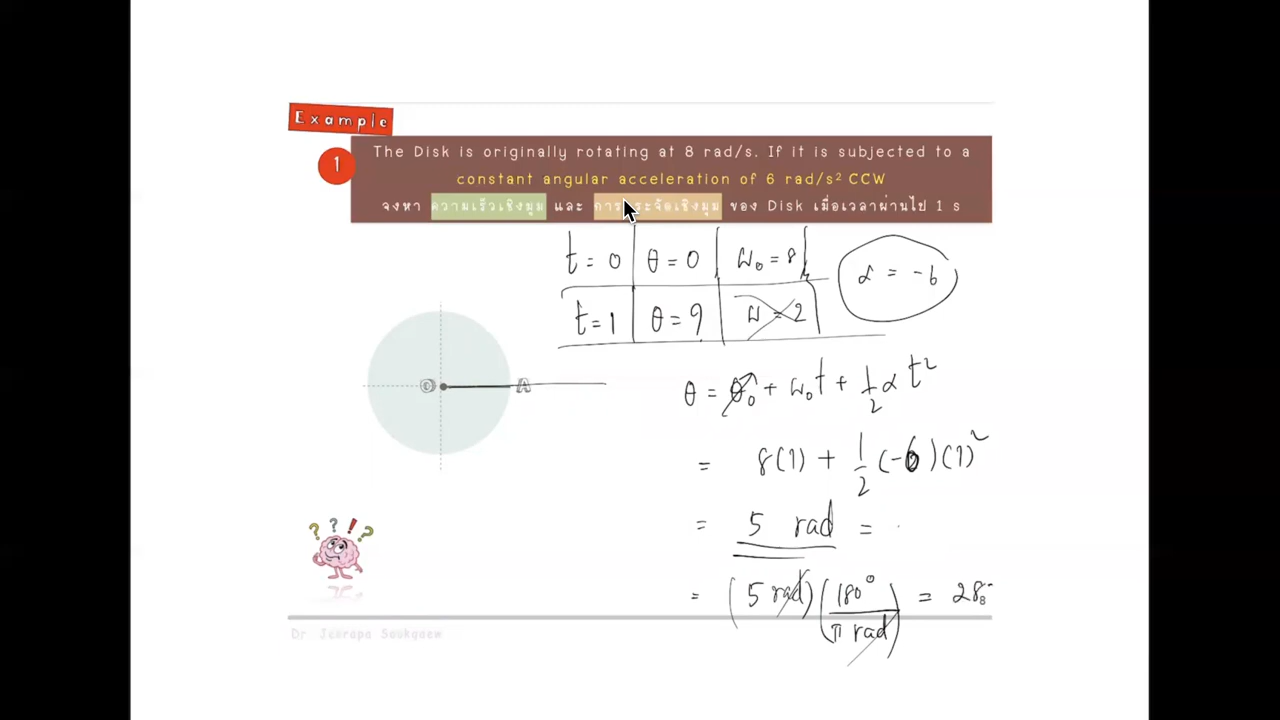 Example
1
The Disk is originally rotating at 8 rad/s. If it is subjected to a
constant angular acceleration of 6 rad/s² CCW
จงหา ความเร็วเชิงมุม และ การกระจัดเชิงมุม ของ Disk เมื่อเวลาผ่านไป 1 s
t = 0 θ = 0 ω₀ = 8
α = -6
t = 1 θ = ω = 2
O A
θ = θ₀ + ω₀t + 1/2 α t²
= 8(1) + 1/2 (-6)(1)²
= 5 rad =
= (5 rad)(180°/π rad) = 28
Dr. Jeerapa Sookgaew